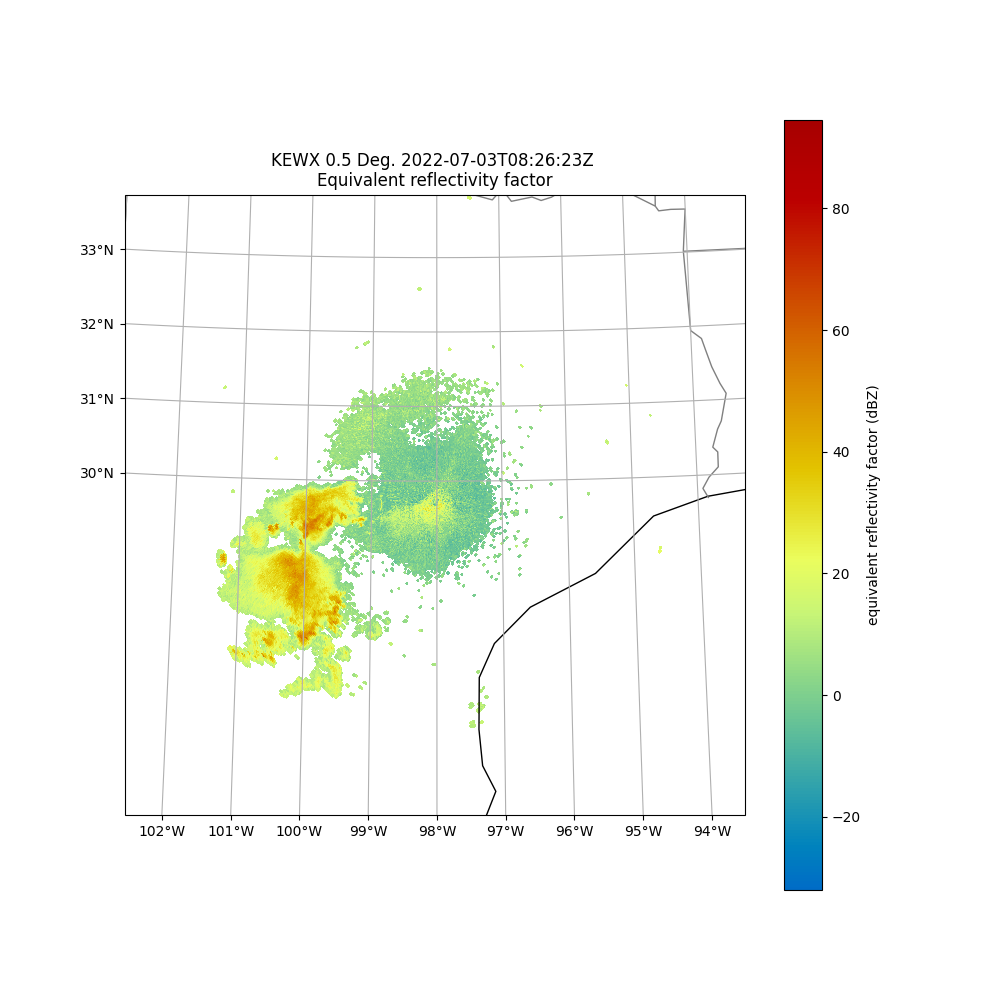 KEWX 0.5 Deg. 2022-07-03T08:26:23Z
Equivalent reflectivity factor
33°N
32°N
31°N
30°N
102°W 101°W 100°W 99°W 98°W 97°W 96°W 95°W 94°W
80
60
40
20
0
−20
equivalent reflectivity factor (dBZ)